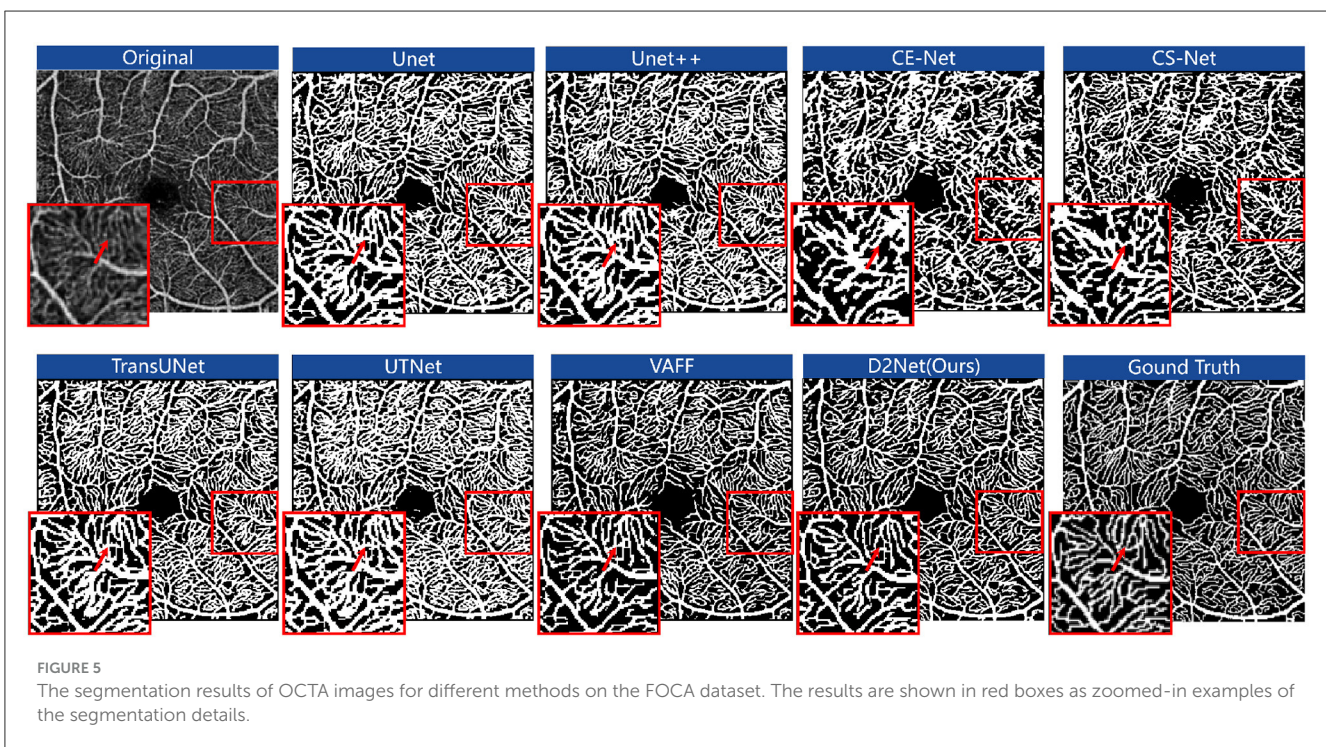 Original
Unet
Unet++
CE-Net
CS-Net
TransUNet
UTNet
VAFF
D2Net(Ours)
Gound Truth
FIGURE 5
The segmentation results of OCTA images for different methods on the FOCA dataset. The results are shown in red boxes as zoomed-in examples of
the segmentation details.